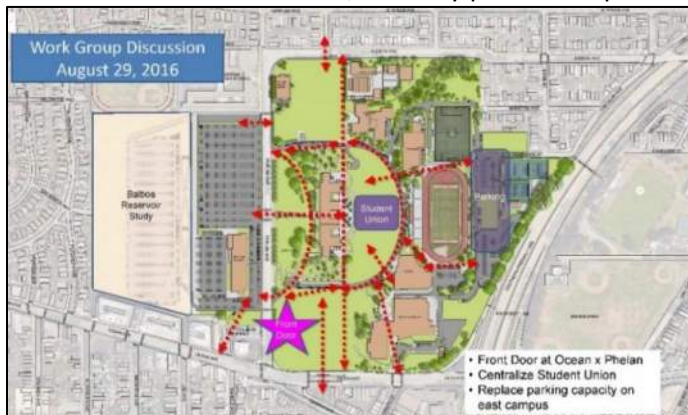 Work Group Discussion
August 29, 2016
Balboa
Reservoir
Study
Student
Union
Parking
Front
Door
• Front Door at Ocean x Phelan
• Centralize Student Union
• Replace parking capacity on
east campus